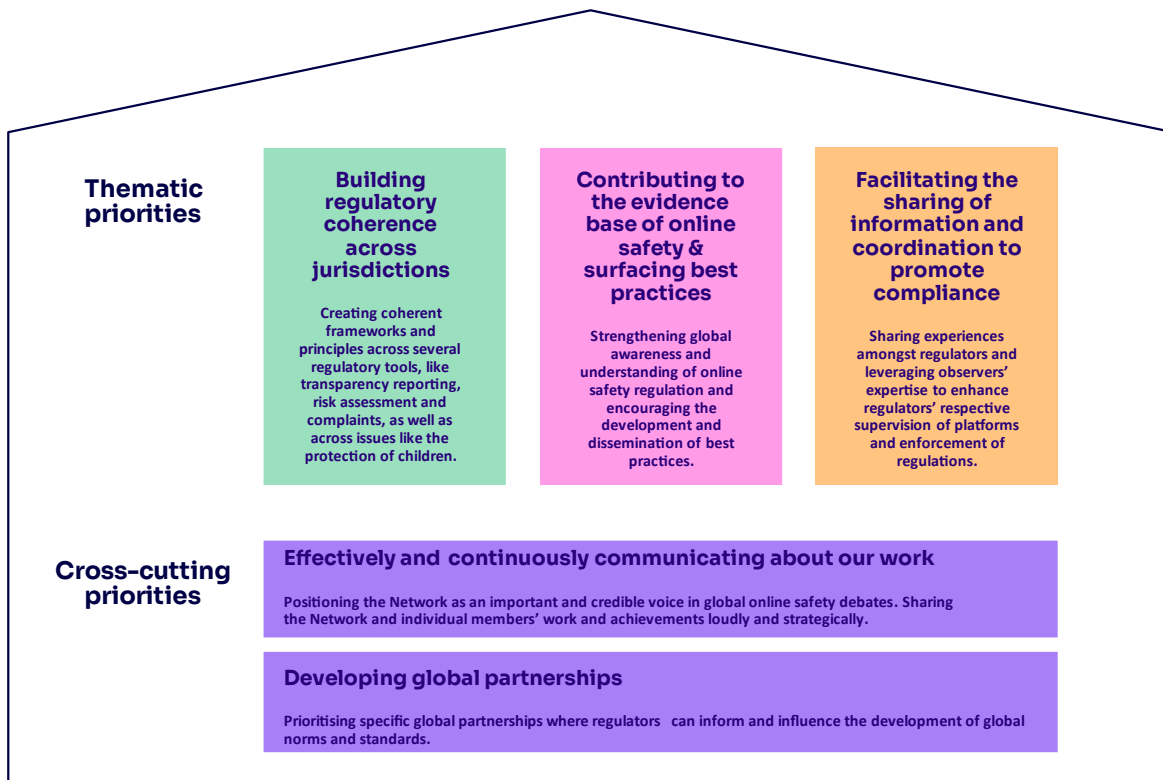 Thematic
priorities
Building
regulatory
coherence
across
jurisdictions
Creating coherent
frameworks and
principles across several
regulatory tools, like
transparency reporting,
risk assessment and
complaints, as well as
across issues like the
protection of children.
Contributing to
the evidence
base of online
safety &
surfacing best
practices
Strengthening global
awareness and
understanding of online
safety regulation and
encouraging the
development and
dissemination of best
practices.
Facilitating the
sharing of
information and
coordination to
promote
compliance
Sharing experiences
amongst regulators and
leveraging observers’
expertise to enhance
regulators’ respective
supervision of platforms
and enforcement of
regulations.
Cross-cutting
priorities
Effectively and continuously communicating about our work
Positioning the Network as an important and credible voice in global online safety debates. Sharing
the Network and individual members’ work and achievements loudly and strategically.
Developing global partnerships
Prioritising specific global partnerships where regulators can inform and influence the development of global
norms and standards.